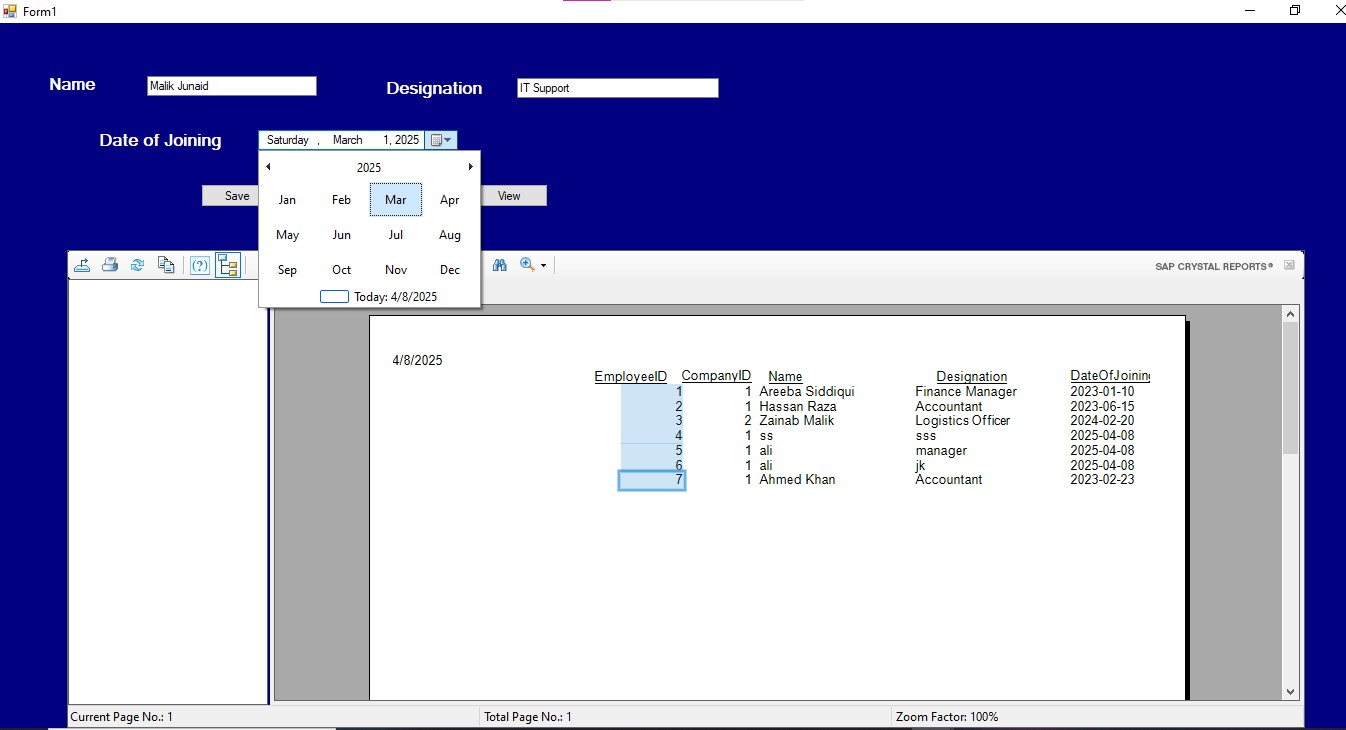 Form1
Name Malik Junaid Designation IT Support
Date of Joining Saturday , March 1, 2025
2025
Save View
Jan Feb Mar Apr
May Jun Jul Aug
Sep Oct Nov Dec
Today: 4/8/2025
(?) SAP CRYSTAL REPORTS®
4/8/2025
EmployeeID CompanyID Name Designation DateOfJoining
1 1 Areeba Siddiqui Finance Manager 2023-01-10
2 1 Hassan Raza Accountant 2023-06-15
3 2 Zainab Malik Logistics Officer 2024-02-20
4 1 ss sss 2025-04-08
5 1 ali manager 2025-04-08
6 1 ali jk 2025-04-08
7 1 Ahmed Khan Accountant 2023-02-23
Current Page No.: 1 Total Page No.: 1 Zoom Factor: 100%